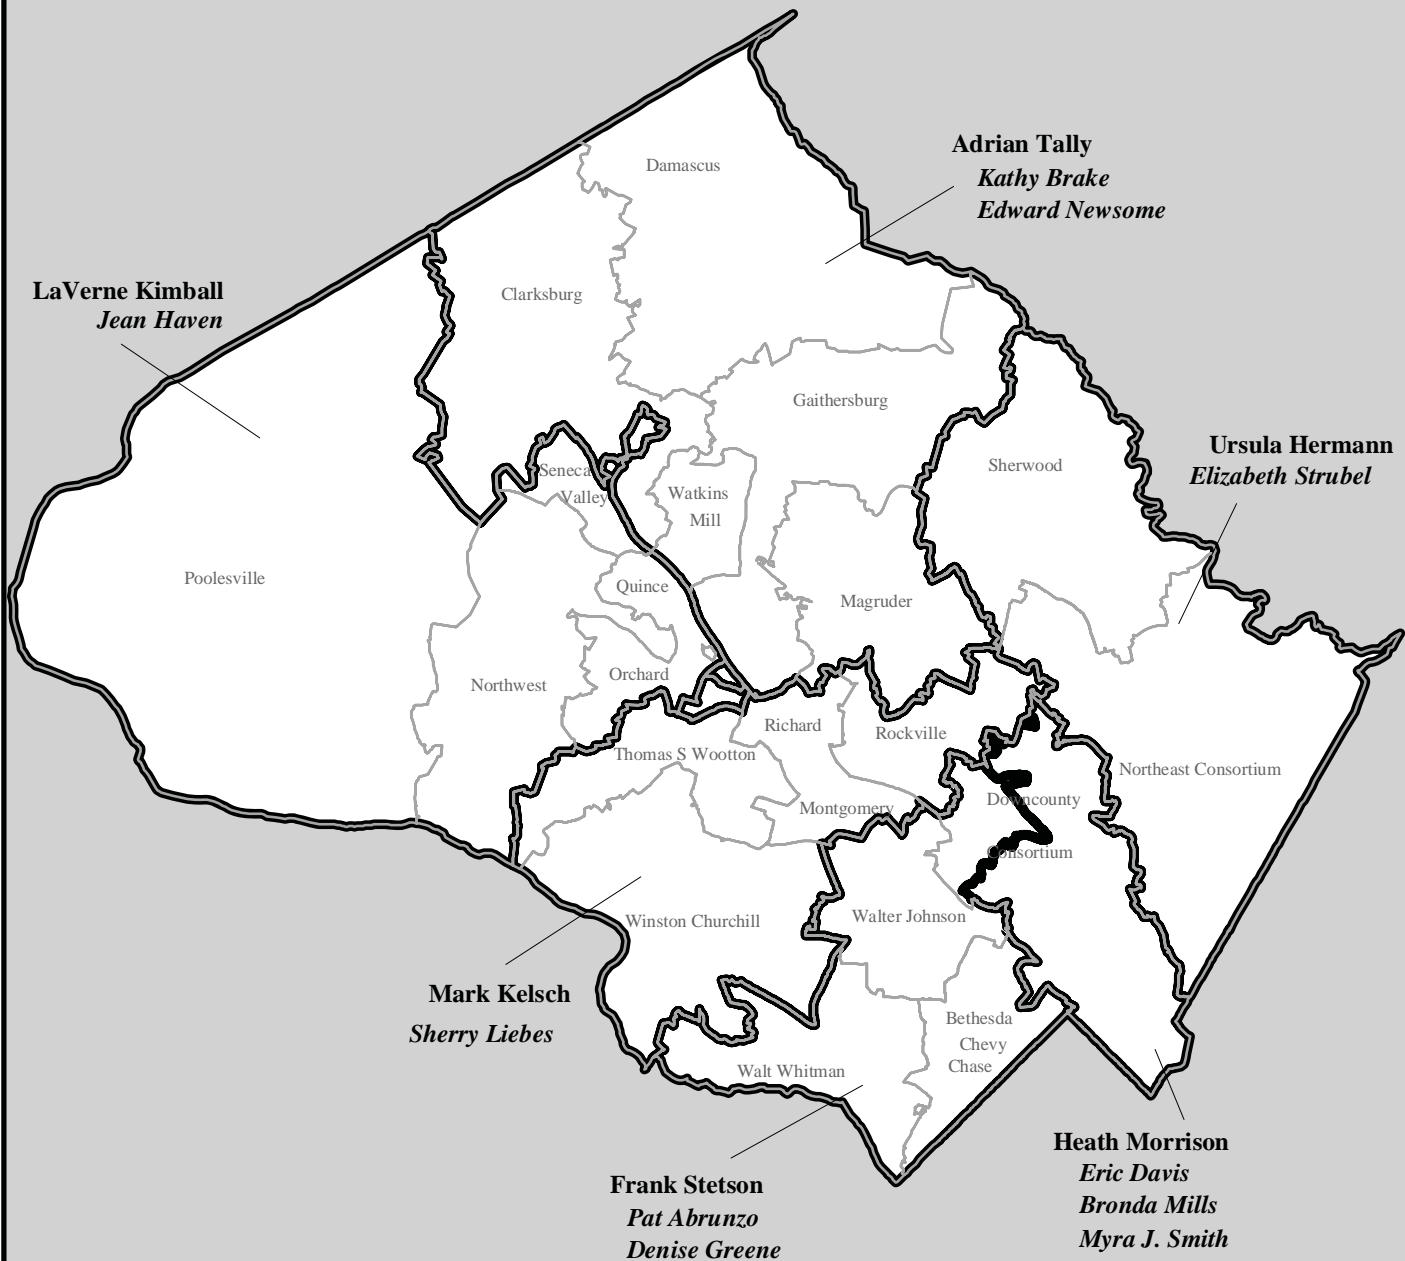 Adrian Tally
Kathy Brake
Edward Newsome
Damascus
LaVerne Kimball
Jean Haven
Clarksburg
Gaithersburg
Ursula Hermann
Elizabeth Strubel
Sherwood
Seneca
Valley
Watkins
Mill
Poolesville
Quince
Orchard
Magruder
Northwest
Richard
Montgomery
Rockville
Thomas S Wootton
Northeast Consortium
Downcounty
Consortium
Winston Churchill
Walter Johnson
Mark Kelsch
Sherry Liebes
Bethesda
Chevy
Chase
Walt Whitman
Heath Morrison
Eric Davis
Bronda Mills
Myra J. Smith
Frank Stetson
Pat Abrunzo
Denise Greene